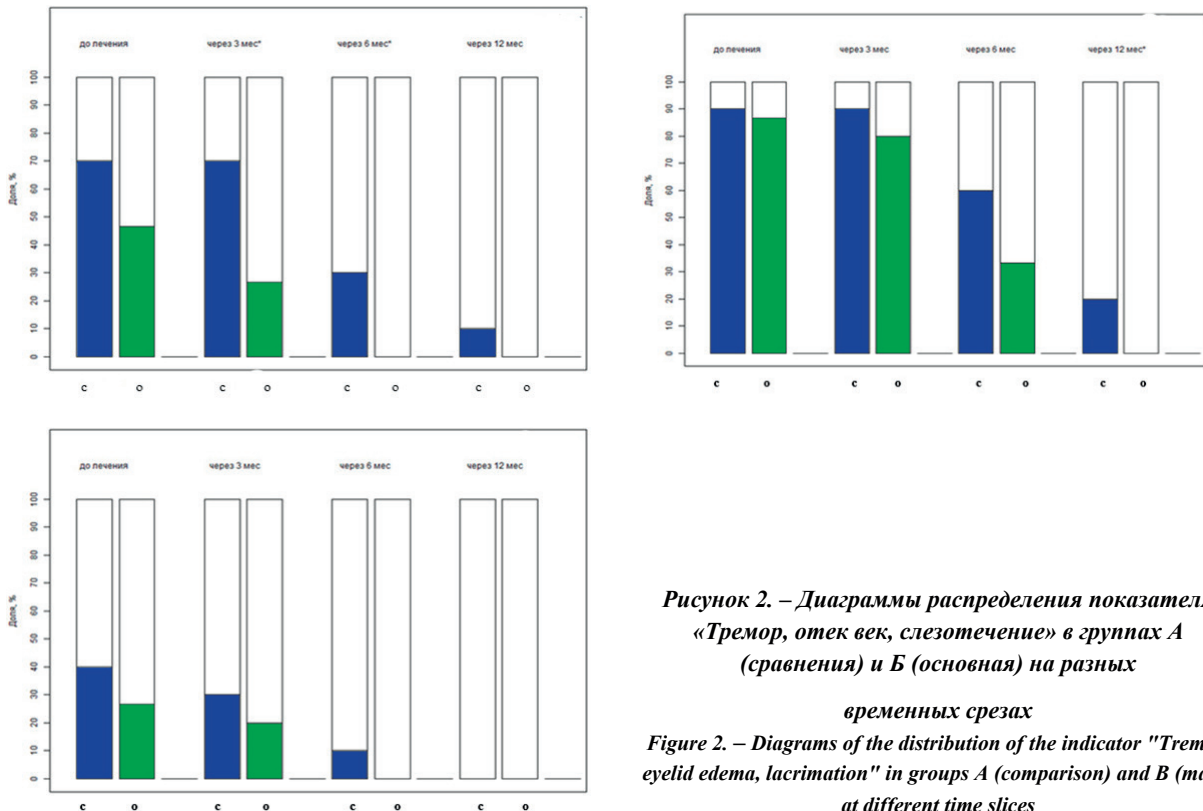 до лечения через 3 мес* через 6 мес* через 12 мес
Доля, %
0 10 20 30 40 50 60 70 80 90 100
с о с о с о с о
до лечения через 3 мес через 6 мес через 12 мес*
Доля, %
0 10 20 30 40 50 60 70 80 90 100
с о с о с о с о
до лечения через 3 мес через 6 мес через 12 мес
Доля, %
0 10 20 30 40 50 60 70 80 90 100
с о с о с о с о
Рисунок 2. – Диаграммы распределения показателя
«Тремор, отек век, слезотечение» в группах А
(сравнения) и Б (основная) на разных
временных срезах
Figure 2. – Diagrams of the distribution of the indicator "Trem
eyelid edema, lacrimation" in groups A (comparison) and B (ma
at different time slices